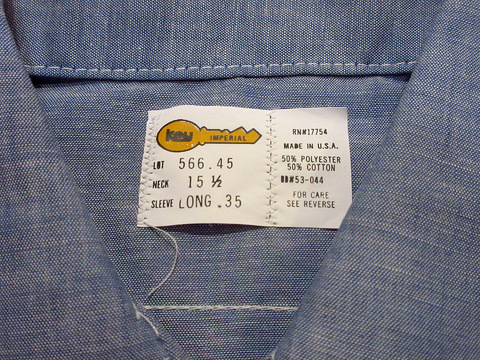 Key IMPERIAL
LOT 566.45
NECK 15 ½
SLEEVE LONG .35
RN#17754
MADE IN U.S.A.
50% POLYESTER
50% COTTON
#53-044
FOR CARE
SEE REVERSE